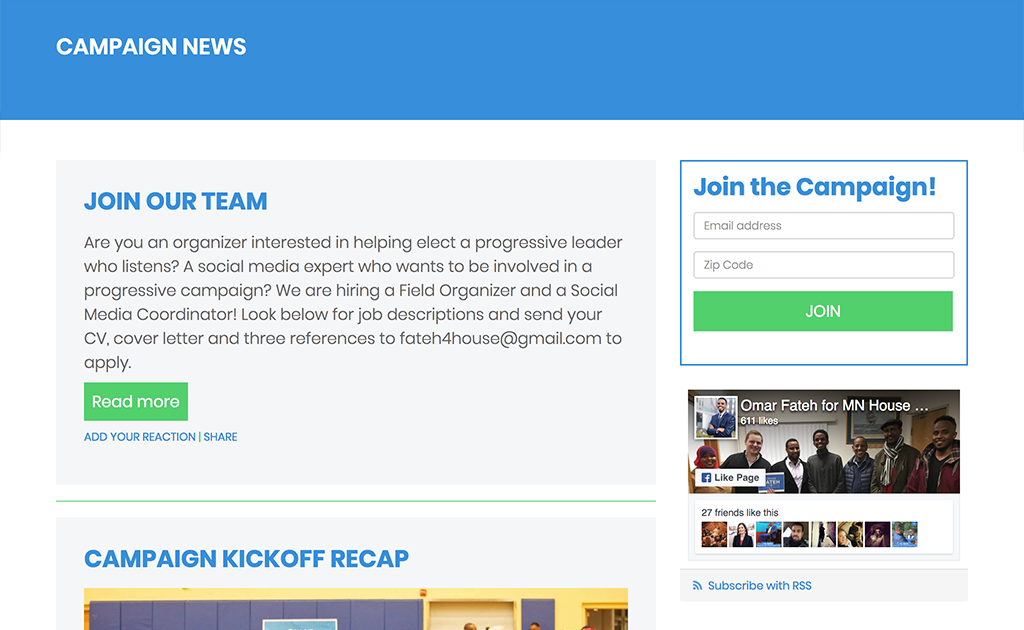 CAMPAIGN NEWS
JOIN OUR TEAM
Are you an organizer interested in helping elect a progressive leader
who listens? A social media expert who wants to be involved in a
progressive campaign? We are hiring a Field Organizer and a Social
Media Coordinator! Look below for job descriptions and send your
CV, cover letter and three references to fateh4house@gmail.com to
apply.
Read more
ADD YOUR REACTION | SHARE
CAMPAIGN KICKOFF RECAP
Join the Campaign!
Email address
Zip Code
JOIN
Omar Fateh for MN House ...
611 likes
Like Page
FATEH
27 friends like this
Subscribe with RSS